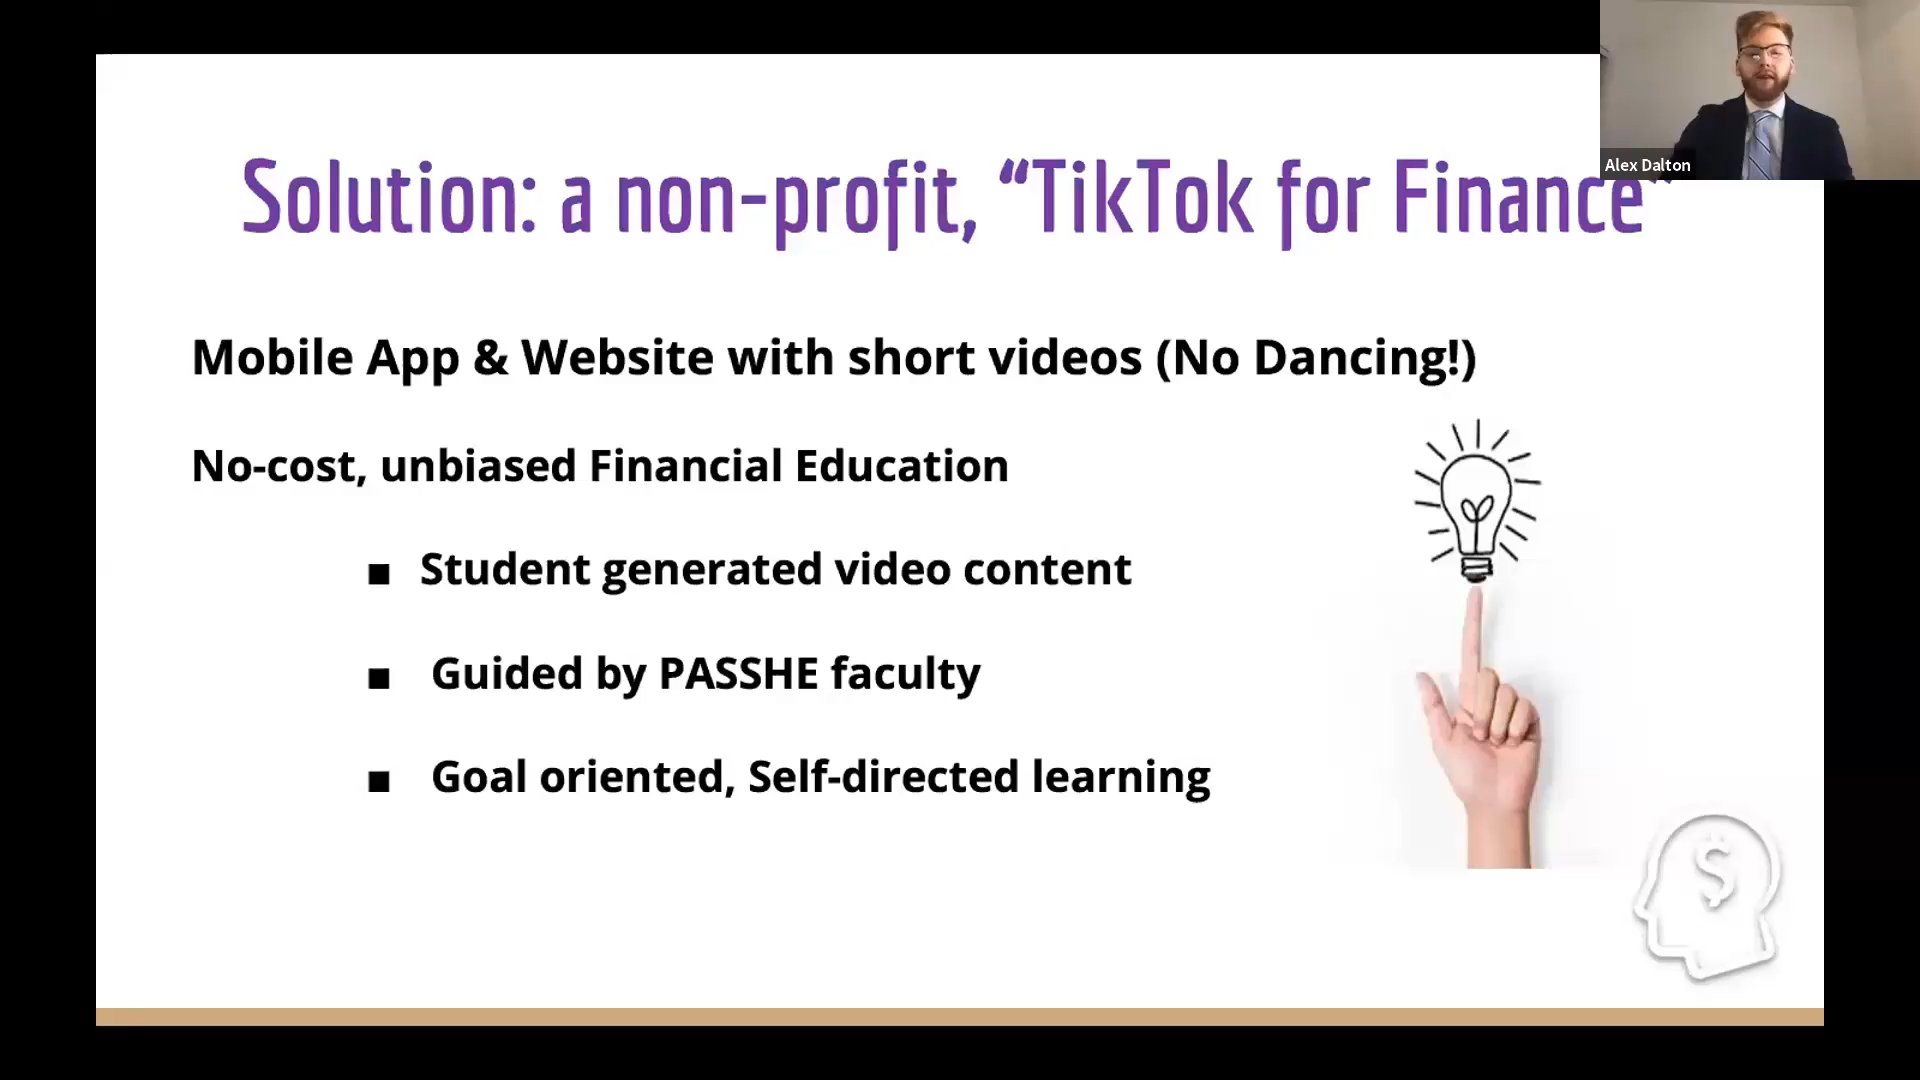 Alex Dalton
Solution: a non-profit, “TikTok for Finance”
Mobile App & Website with short videos (No Dancing!)
No-cost, unbiased Financial Education
■ Student generated video content
■ Guided by PASSHE faculty
■ Goal oriented, Self-directed learning
$